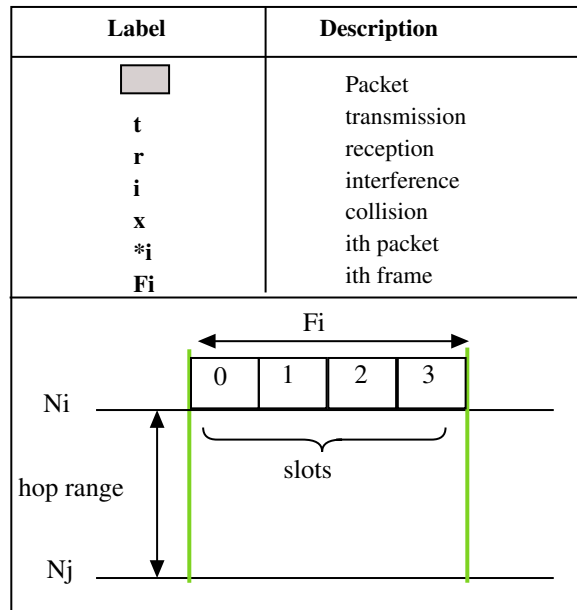 Label Description
Packet
t transmission
r reception
i interference
x collision
*i ith packet
Fi ith frame
Fi
0 1 2 3
Ni
slots
hop range
Nj